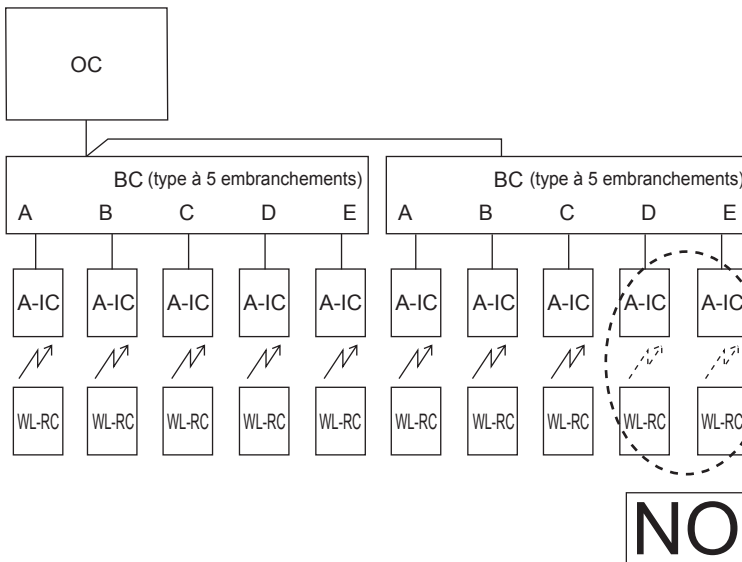 OC
BC (type à 5 embranchements) BC (type à 5 embranchements)
A B C D E A B C D E
A-IC A-IC A-IC A-IC A-IC A-IC A-IC A-IC A-IC A-IC
WL-RC WL-RC WL-RC WL-RC WL-RC WL-RC WL-RC WL-RC WL-RC WL-RC
NO